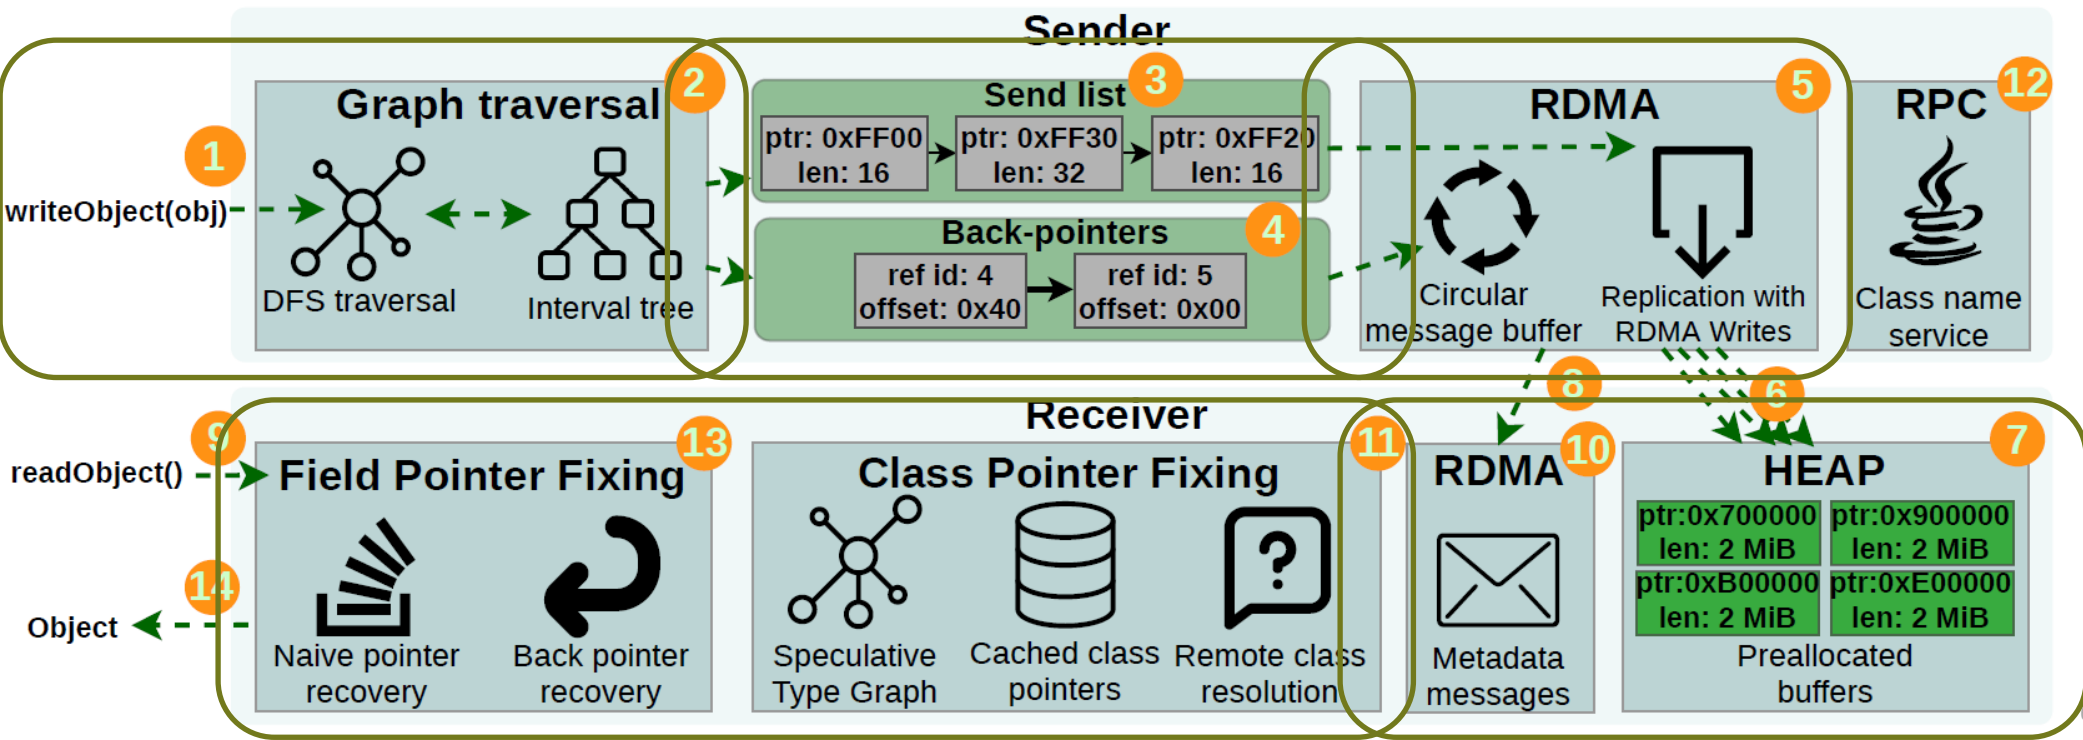 Sender
1
writeObject(obj)
Graph traversal
2
DFS traversal
Interval tree
Send list
3
ptr: 0xFF00
len: 16
ptr: 0xFF30
len: 32
ptr: 0xFF20
len: 16
Back-pointers
4
ref id: 4
offset: 0x40
ref id: 5
offset: 0x00
RDMA
5
Circular
message buffer
Replication with
RDMA Writes
RPC
12
Class name
service
8
6
Receiver
9
readObject()
14
Object
Field Pointer Fixing
13
Naive pointer
recovery
Back pointer
recovery
Class Pointer Fixing
11
Speculative
Type Graph
Cached class
pointers
Remote class
resolution
?
RDMA
10
Metadata
messages
HEAP
7
ptr:0x700000
len: 2 MiB
ptr:0x900000
len: 2 MiB
ptr:0xB00000
len: 2 MiB
ptr:0xE00000
len: 2 MiB
Preallocated
buffers